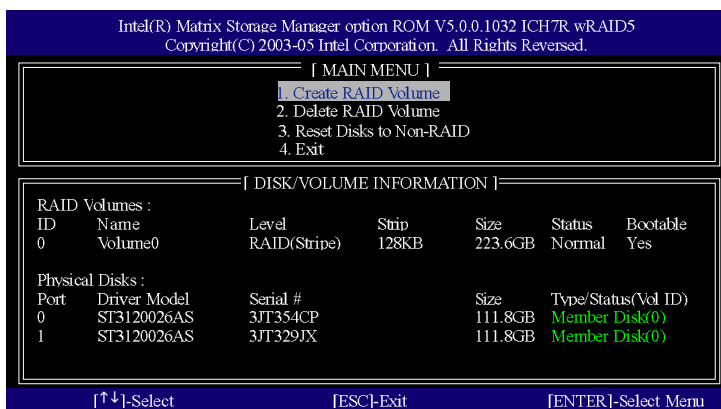 Intel(R) Matrix Storage Manager option ROM V5.0.0.1032 ICH7R wRAID5
Copyright(C) 2003-05 Intel Corporation. All Rights Reversed.
[ MAIN MENU ]
1. Create RAID Volume
2. Delete RAID Volume
3. Reset Disks to Non-RAID
4. Exit
[ DISK/VOLUME INFORMATION ]
RAID Volumes :
ID Name Level Strip Size Status Bootable
0 Volume0 RAID(Stripe) 128KB 223.6GB Normal Yes
Physical Disks :
Port Driver Model Serial # Size Type/Status(Vol ID)
0 ST3120026AS 3JT354CP 111.8GB Member Disk(0)
1 ST3120026AS 3JT329JX 111.8GB Member Disk(0)
[↑↓]-Select [ESC]-Exit [ENTER]-Select Menu